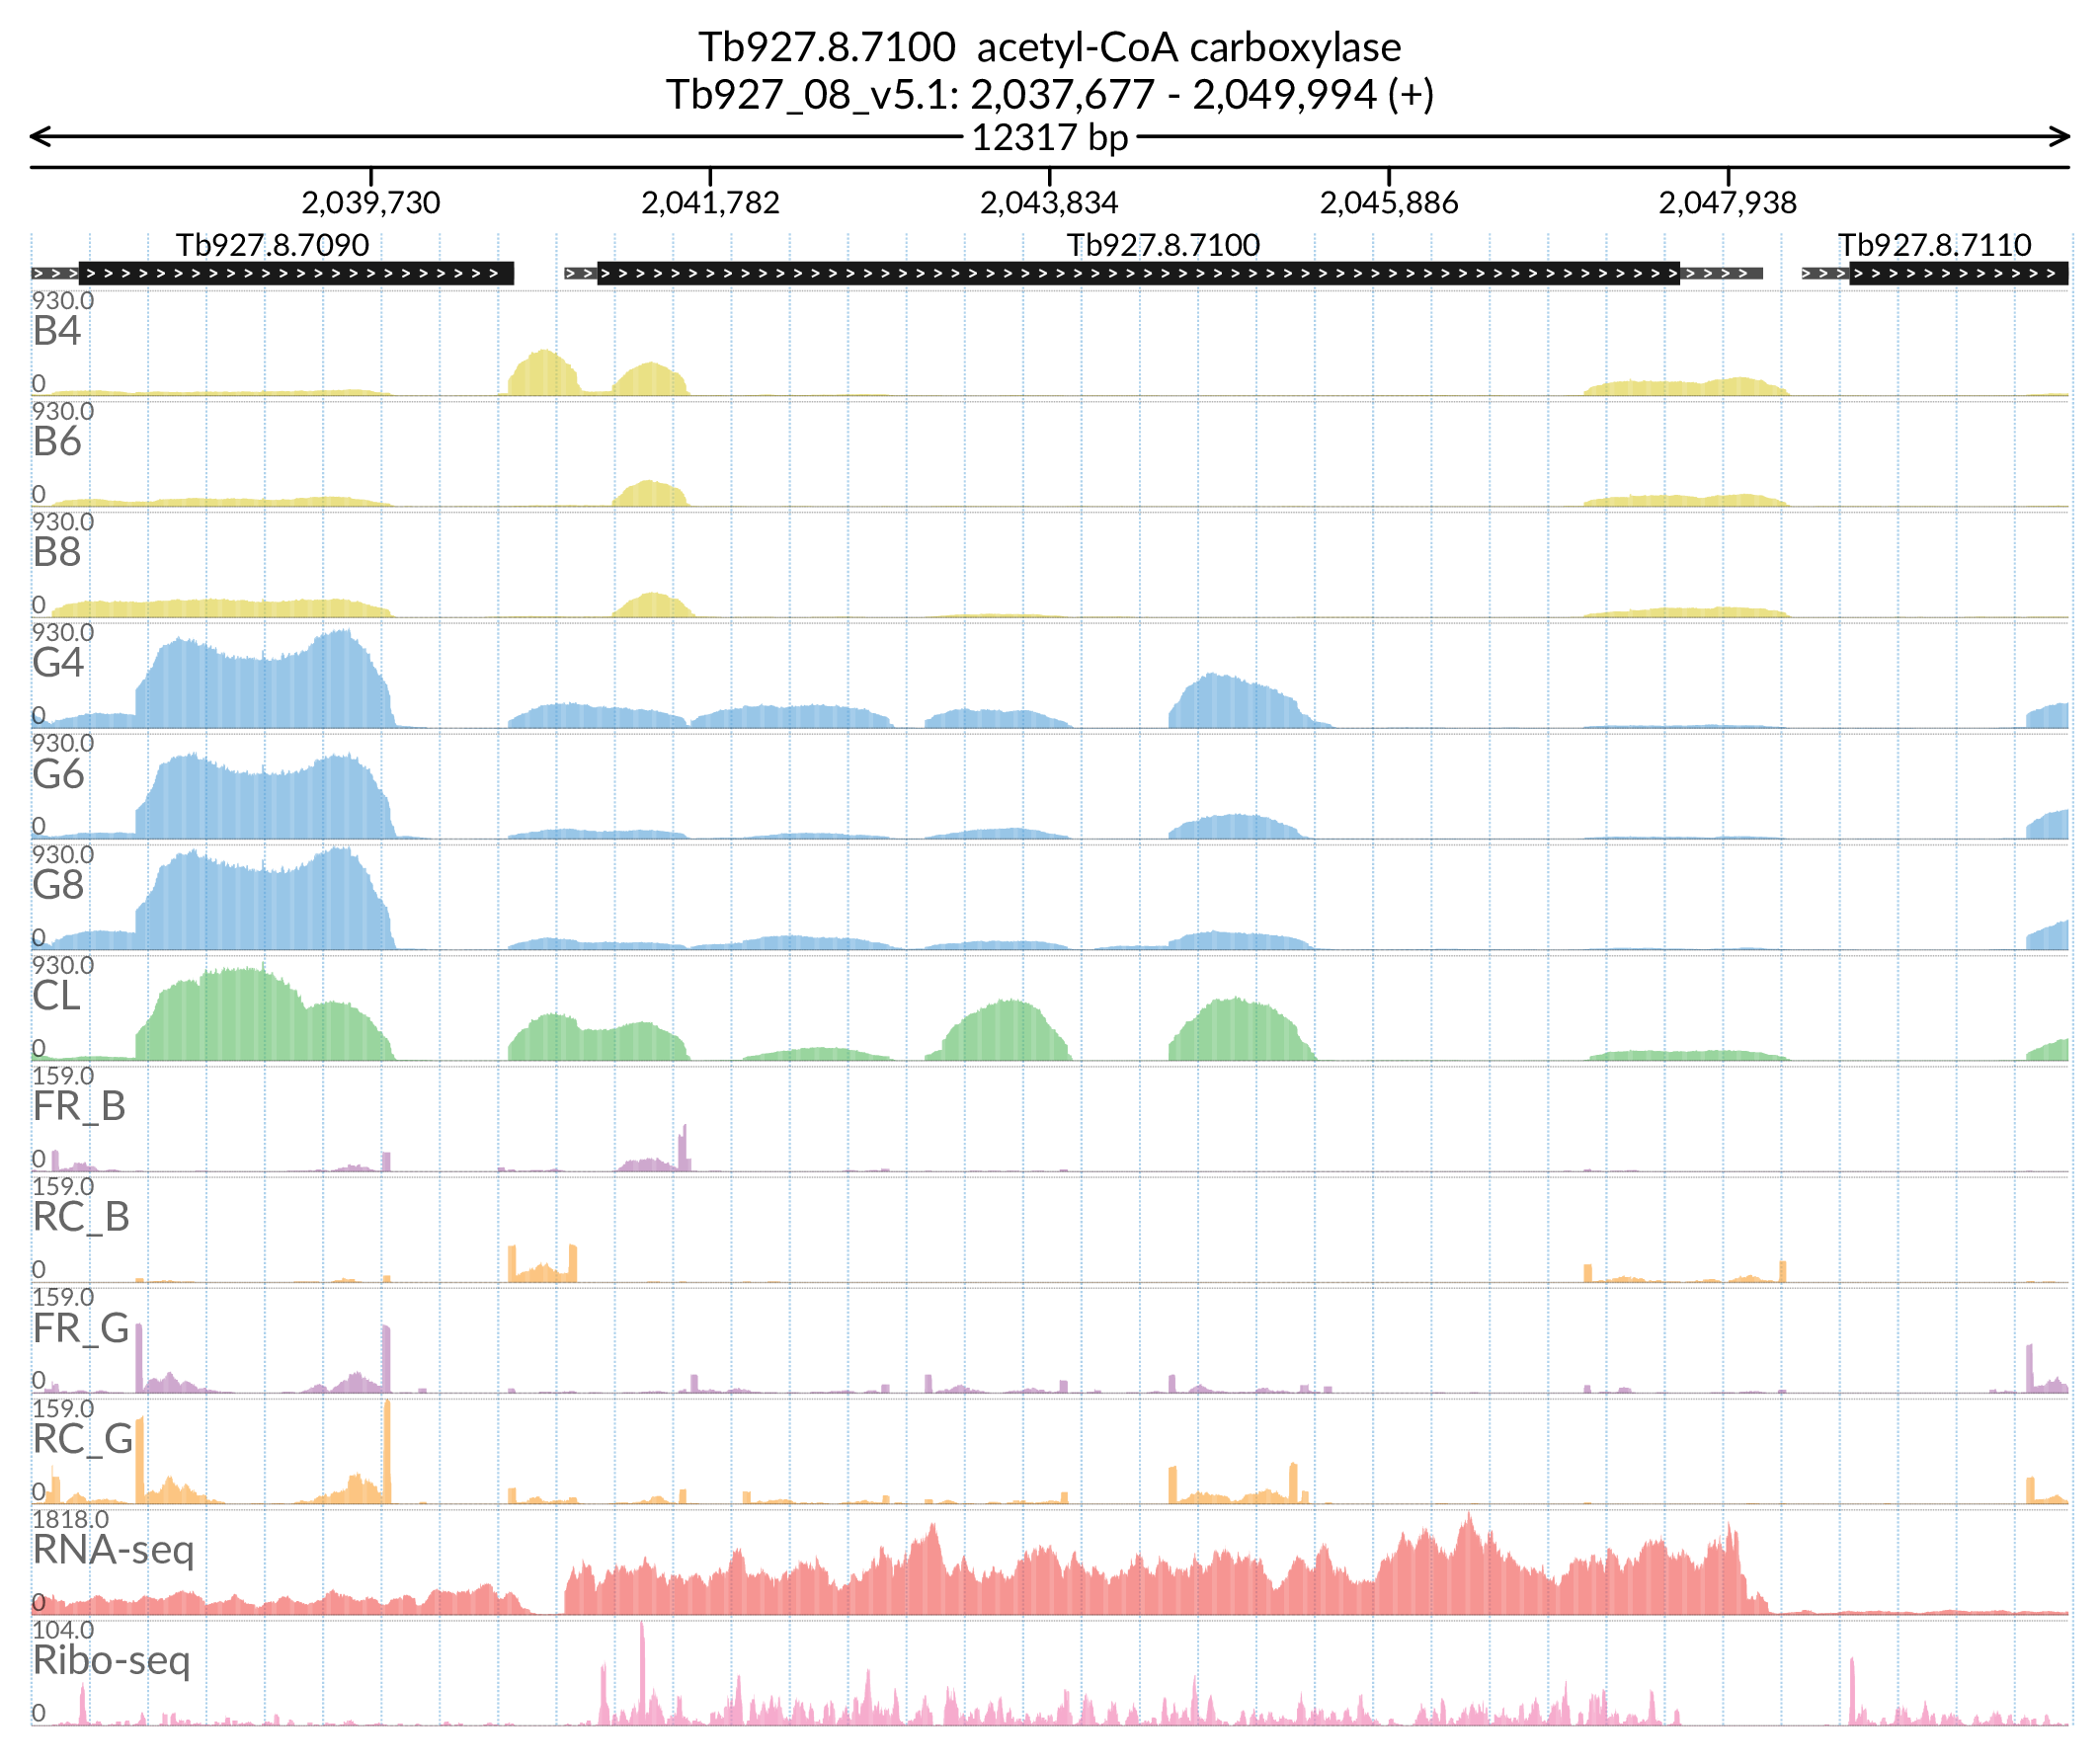 Tb927.8.7100 acetyl-CoA carboxylase
Tb927_08_v5.1: 2,037,677 - 2,049,994 (+)
12317 bp
2,039,730 2,041,782 2,043,834 2,045,886 2,047,938
Tb927.8.7090 Tb927.8.7100 Tb927.8.7110
930.0
B4
0
930.0
B6
0
930.0
B8
0
930.0
G4
0
930.0
G6
0
930.0
G8
0
930.0
CL
0
159.0
FR_B
0
159.0
RC_B
0
159.0
FR_G
0
159.0
RC_G
0
1818.0
RNA-seq
0
104.0
Ribo-seq
0